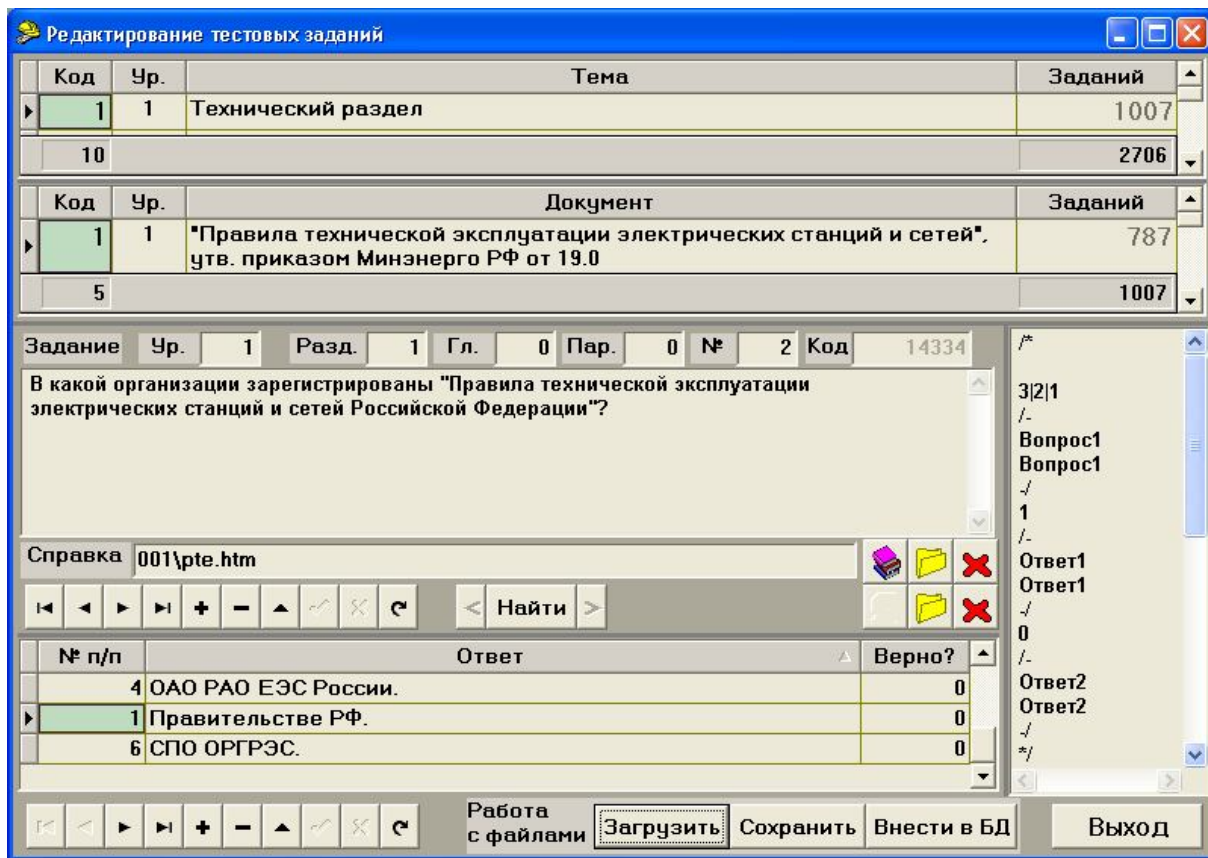 Редактирование тестовых заданий
Код Ур. Тема Заданий
1 1 Технический раздел 1007
10 2706
Код Ур. Документ Заданий
1 1 "Правила технической эксплуатации электрических станций и сетей", 787
утв. приказом Минэнерго РФ от 19.0
5 1007
Задание Ур. 1 Разд. 1 Гл. 0 Пар. 0 № 2 Код 14334
В какой организации зарегистрированы "Правила технической эксплуатации
электрических станций и сетей Российской Федерации"?
Справка 001\pte.htm
< Найти >
№ п/п Ответ Верно?
4 ОАО РАО ЕЭС России. 0
1 Правительстве РФ. 0
6 СПО ОРГРЭС. 0
/*
3|2|1
/-
Вопрос1
Вопрос1
-/
1
/-
Ответ1
Ответ1
-/
0
/-
Ответ2
Ответ2
-/
*/
Работа
с файлами
Загрузить Сохранить Внести в БД Выход